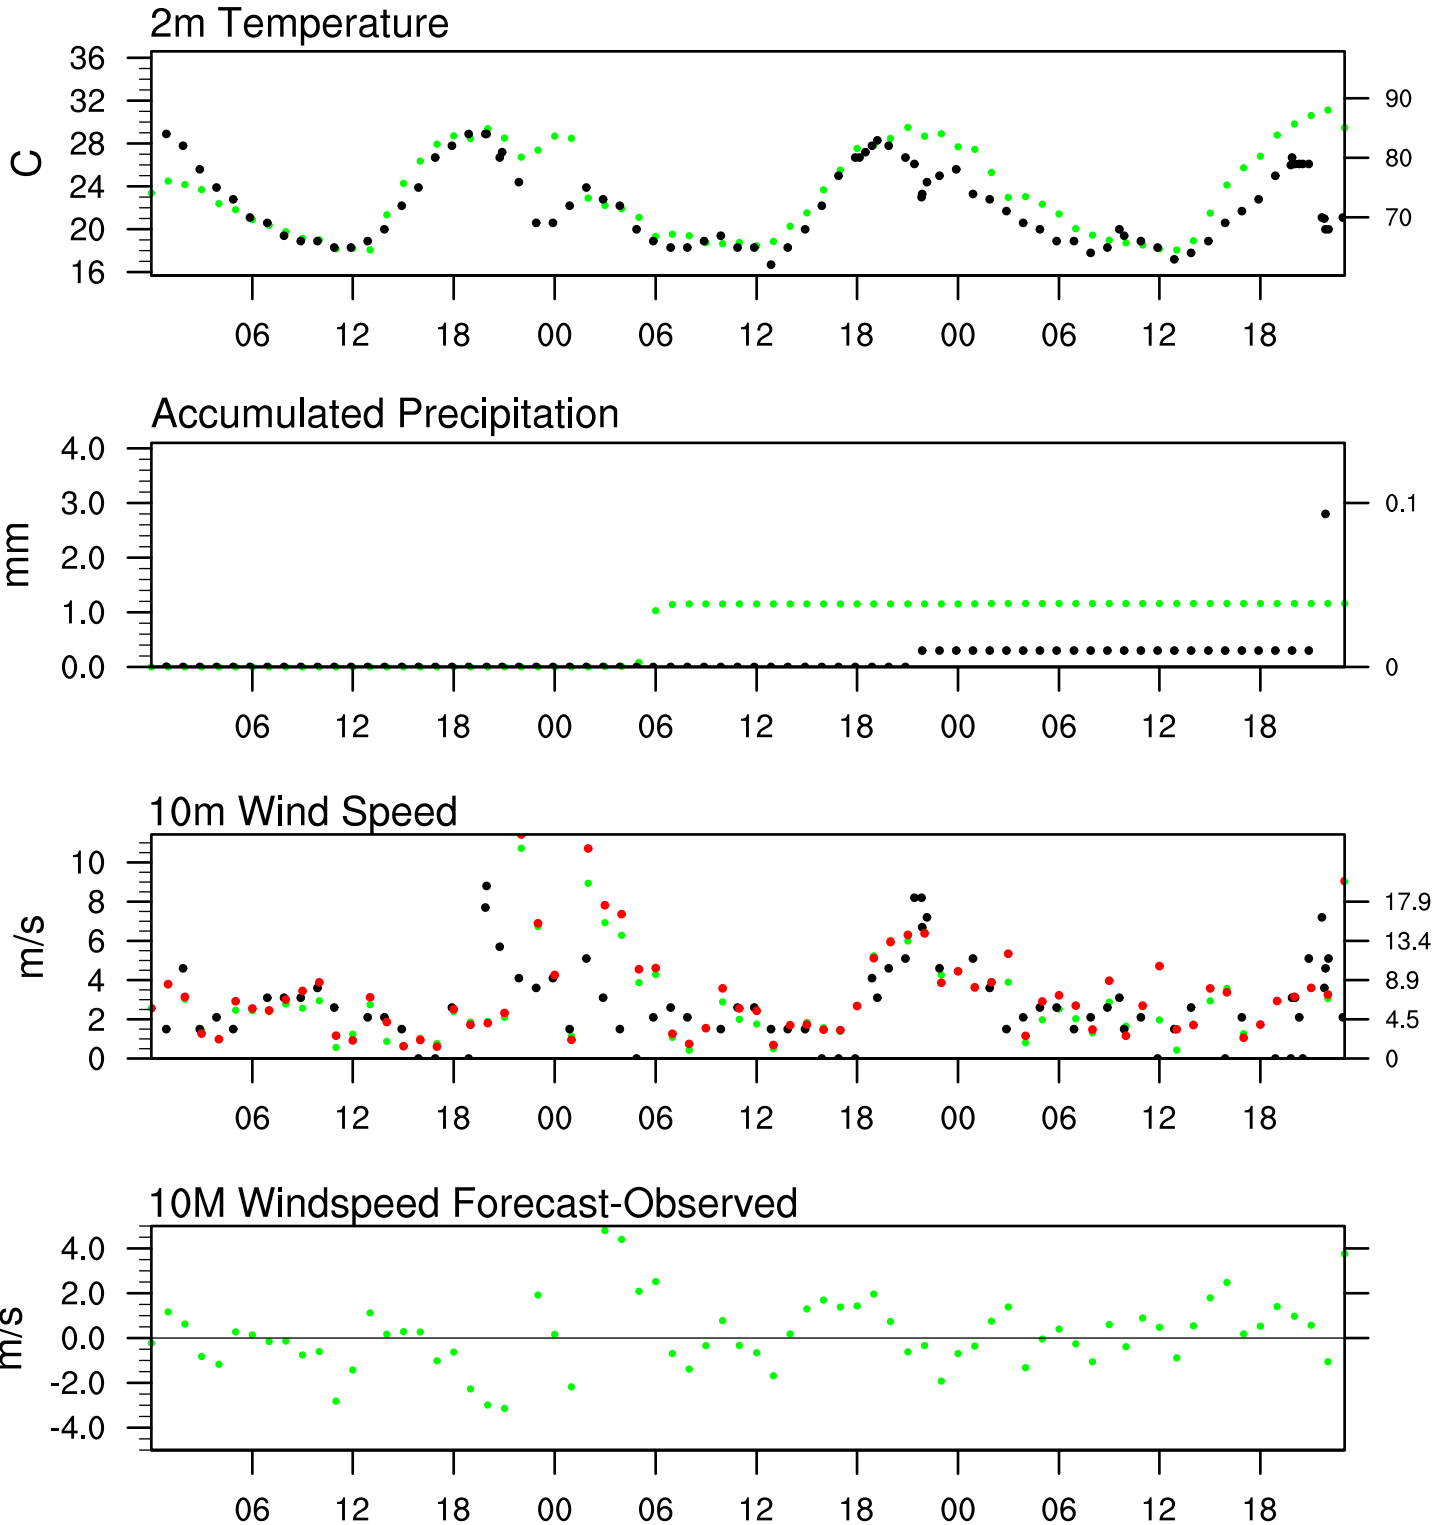 2m Temperature
36
32
28
24
20
16
C
90
80
70
06 12 18 00 06 12 18 00 06 12 18
Accumulated Precipitation
4.0
3.0
2.0
1.0
0.0
mm
0.1
0
06 12 18 00 06 12 18 00 06 12 18
10m Wind Speed
10
8
6
4
2
0
m/s
17.9
13.4
8.9
4.5
0
06 12 18 00 06 12 18 00 06 12 18
10M Windspeed Forecast-Observed
4.0
2.0
0.0
-2.0
-4.0
m/s
06 12 18 00 06 12 18 00 06 12 18